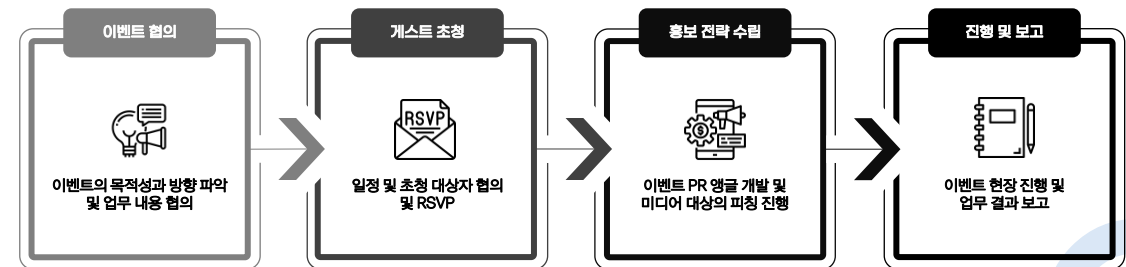 이벤트 협의
이벤트의 목적성과 방향 파악
및 업무 내용 협의
게스트 초청
RSVP
일정 및 초청 대상자 협의
및 RSVP
홍보 전략 수립
이벤트 PR 앵글 개발 및
미디어 대상의 피칭 진행
진행 및 보고
이벤트 현장 진행 및
업무 결과 보고